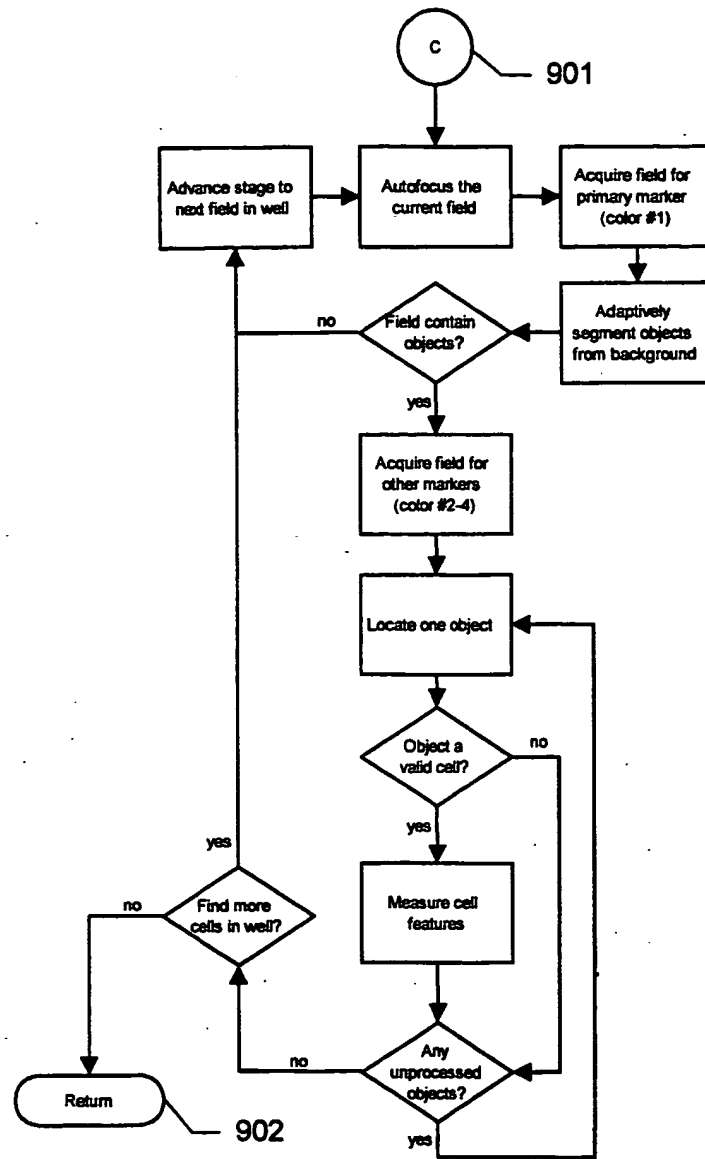 C
901
Advance stage to
next field in well
Autofocus the
current field
Acquire field for
primary marker
(color #1)
Adaptively
segment objects
from background
Field contain
objects?
no
yes
Acquire field for
other markers
(color #2-4)
Locate one object
Object a
valid cell?
no
yes
Measure cell
features
Any
unprocessed
objects?
no
yes
Find more
cells in well?
yes
no
Return
902